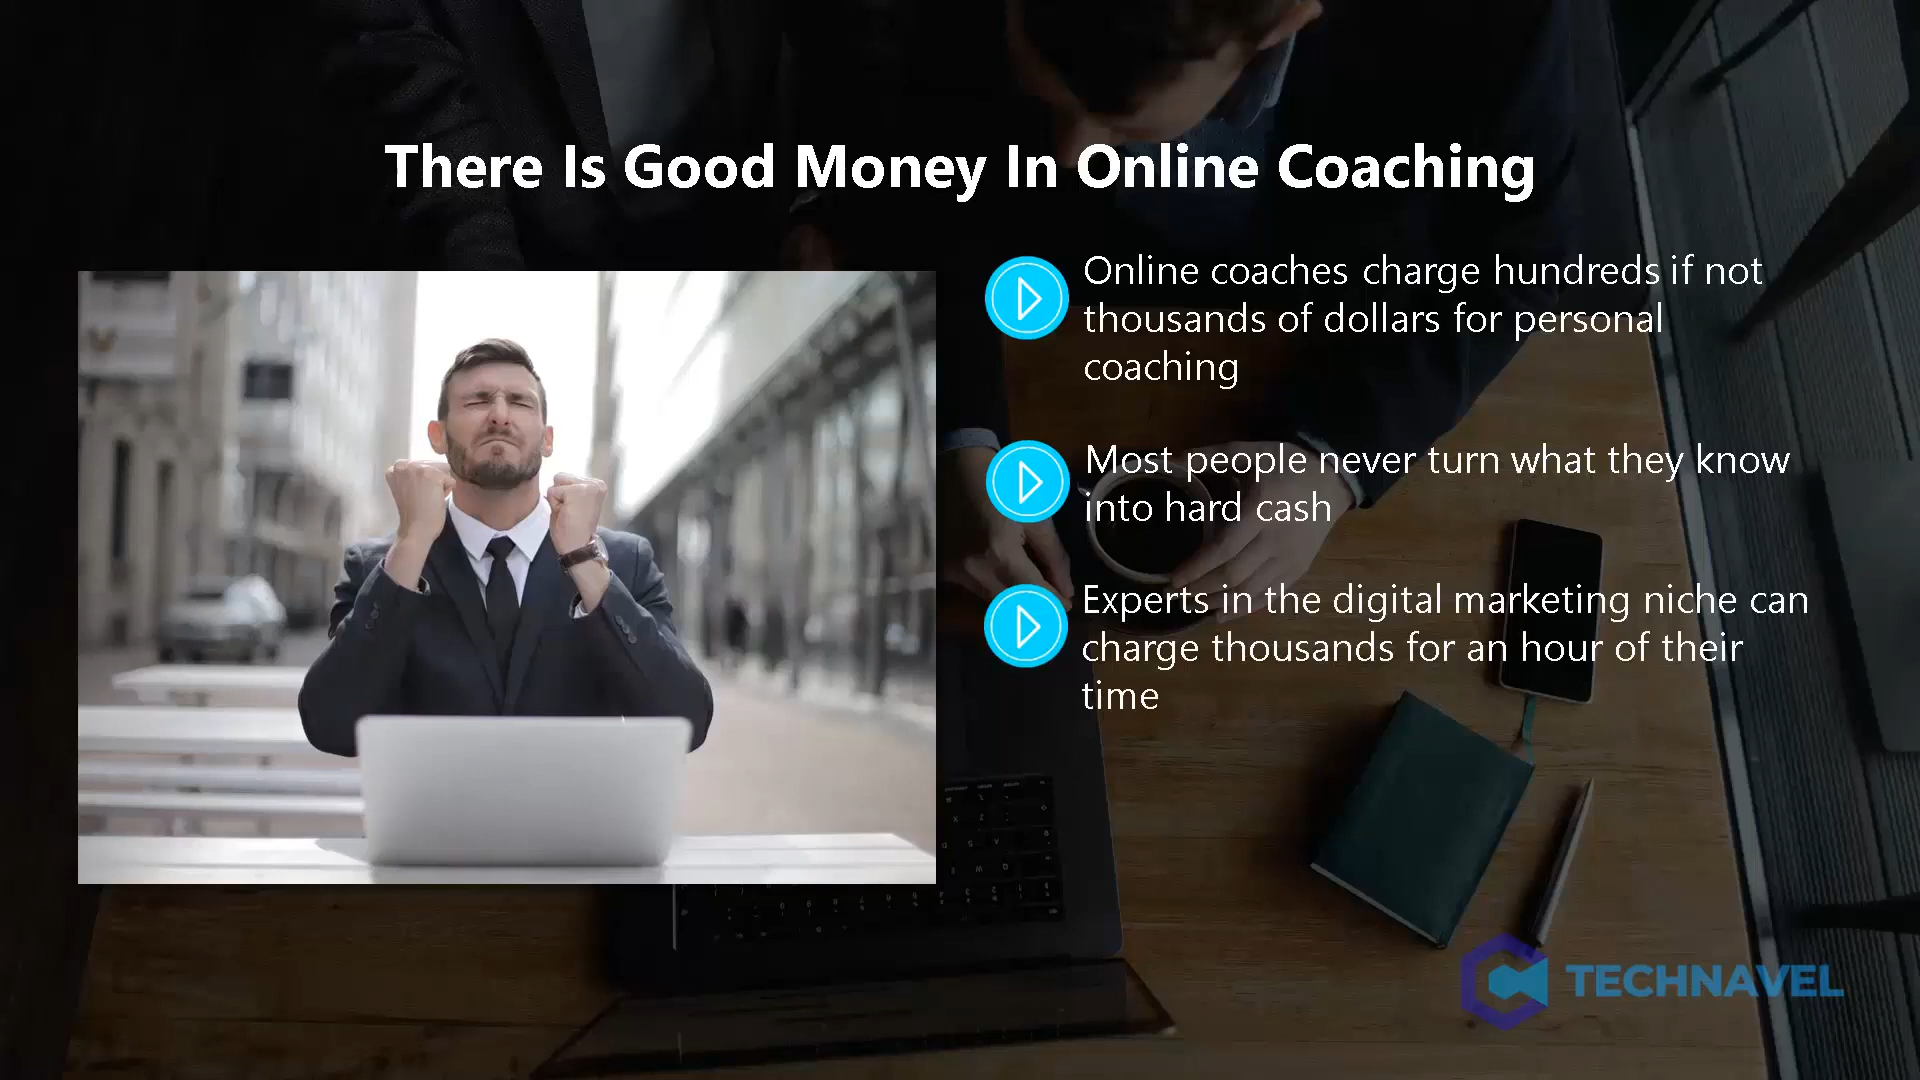 There Is Good Money In Online Coaching
Online coaches charge hundreds if not
thousands of dollars for personal
coaching
Most people never turn what they know
into hard cash
Experts in the digital marketing niche can
charge thousands for an hour of their
time
TECHNAVEL